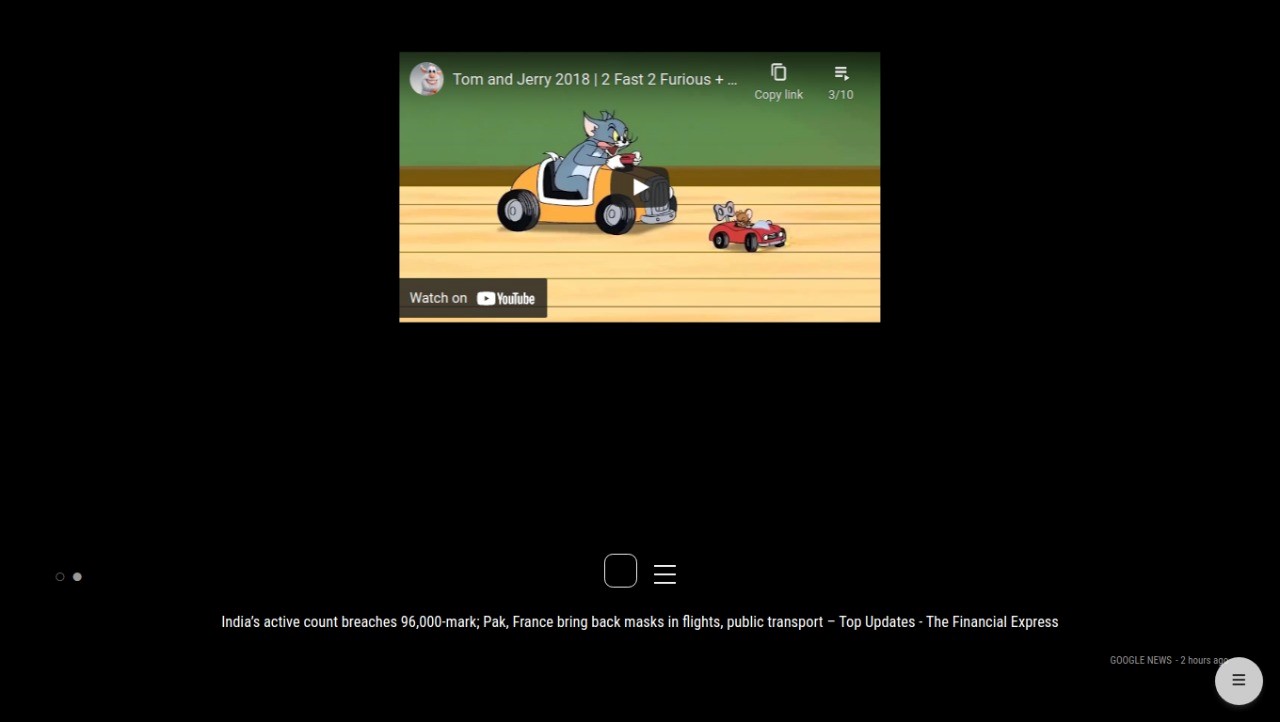 Tom and Jerry 2018 | 2 Fast 2 Furious + ...
Copy link
3/10
Watch on YouTube
India’s active count breaches 96,000-mark; Pak, France bring back masks in flights, public transport – Top Updates - The Financial Express
GOOGLE NEWS - 2 hours ago